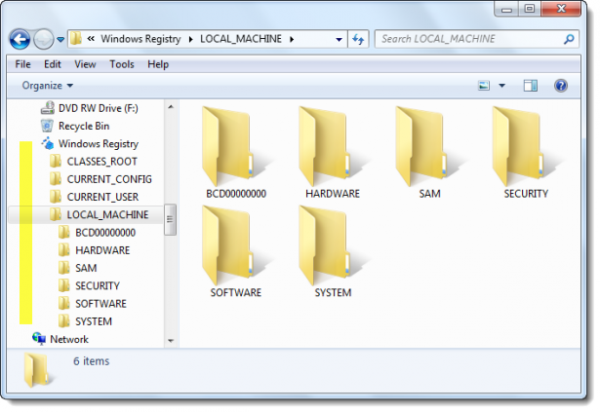 « Windows Registry ▸ LOCAL_MACHINE ▸
Search LOCAL_MACHINE
File Edit View Tools Help
Organize
DVD RW Drive (F:)
Recycle Bin
Windows Registry
CLASSES_ROOT
CURRENT_CONFIG
CURRENT_USER
LOCAL_MACHINE
BCD00000000
HARDWARE
SAM
SECURITY
SOFTWARE
SYSTEM
Network
BCD00000000 HARDWARE SAM SECURITY
SOFTWARE SYSTEM
6 items